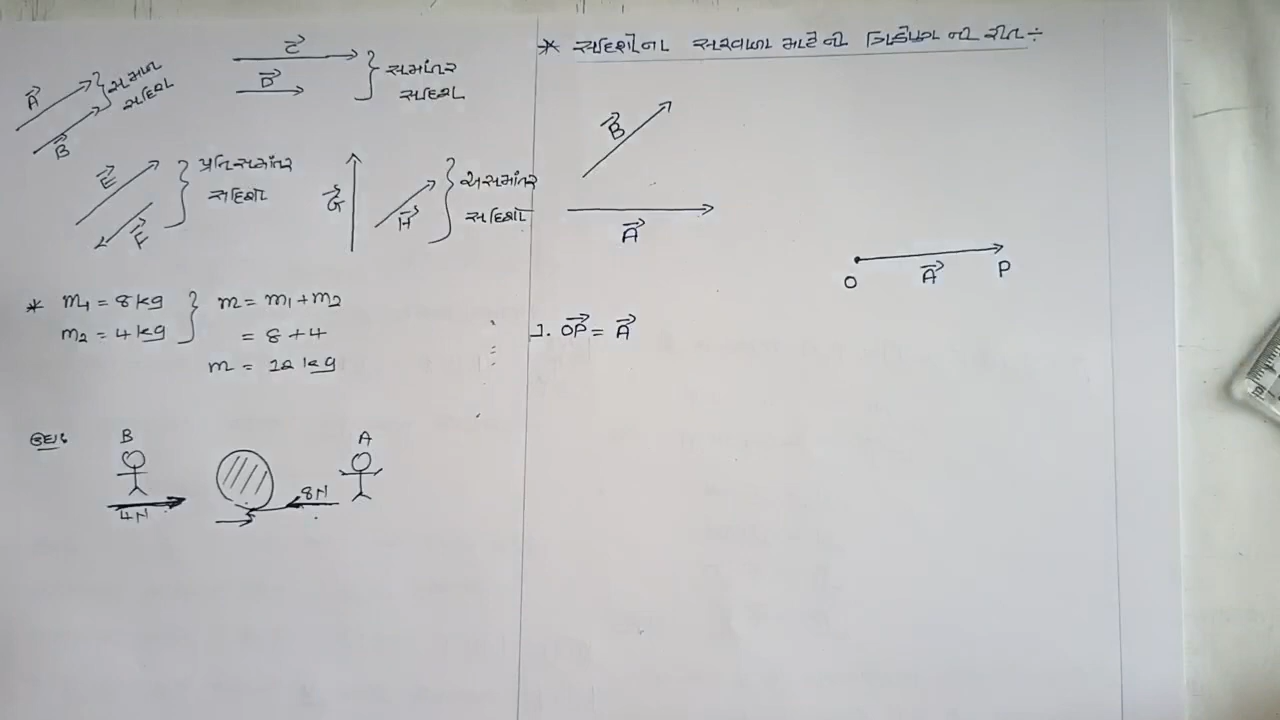 A→
B→
સમાન
સદિશ
C→
D→
સમાંતર
સદિશ
E→
F→
પ્રતિસમાંતર
સદિશો
G→
H→
અસમાંતર
સદિશો
* m₁ = 8 kg
m₂ = 4 kg
m = m₁ + m₂
= 8 + 4
m = 12 kg
B
A
4N
8N
* સદિશોના સરવાળા માટેની ત્રિકોણ ની રીત ÷
B→
A→
O
A→
P
1. OP→ = A→